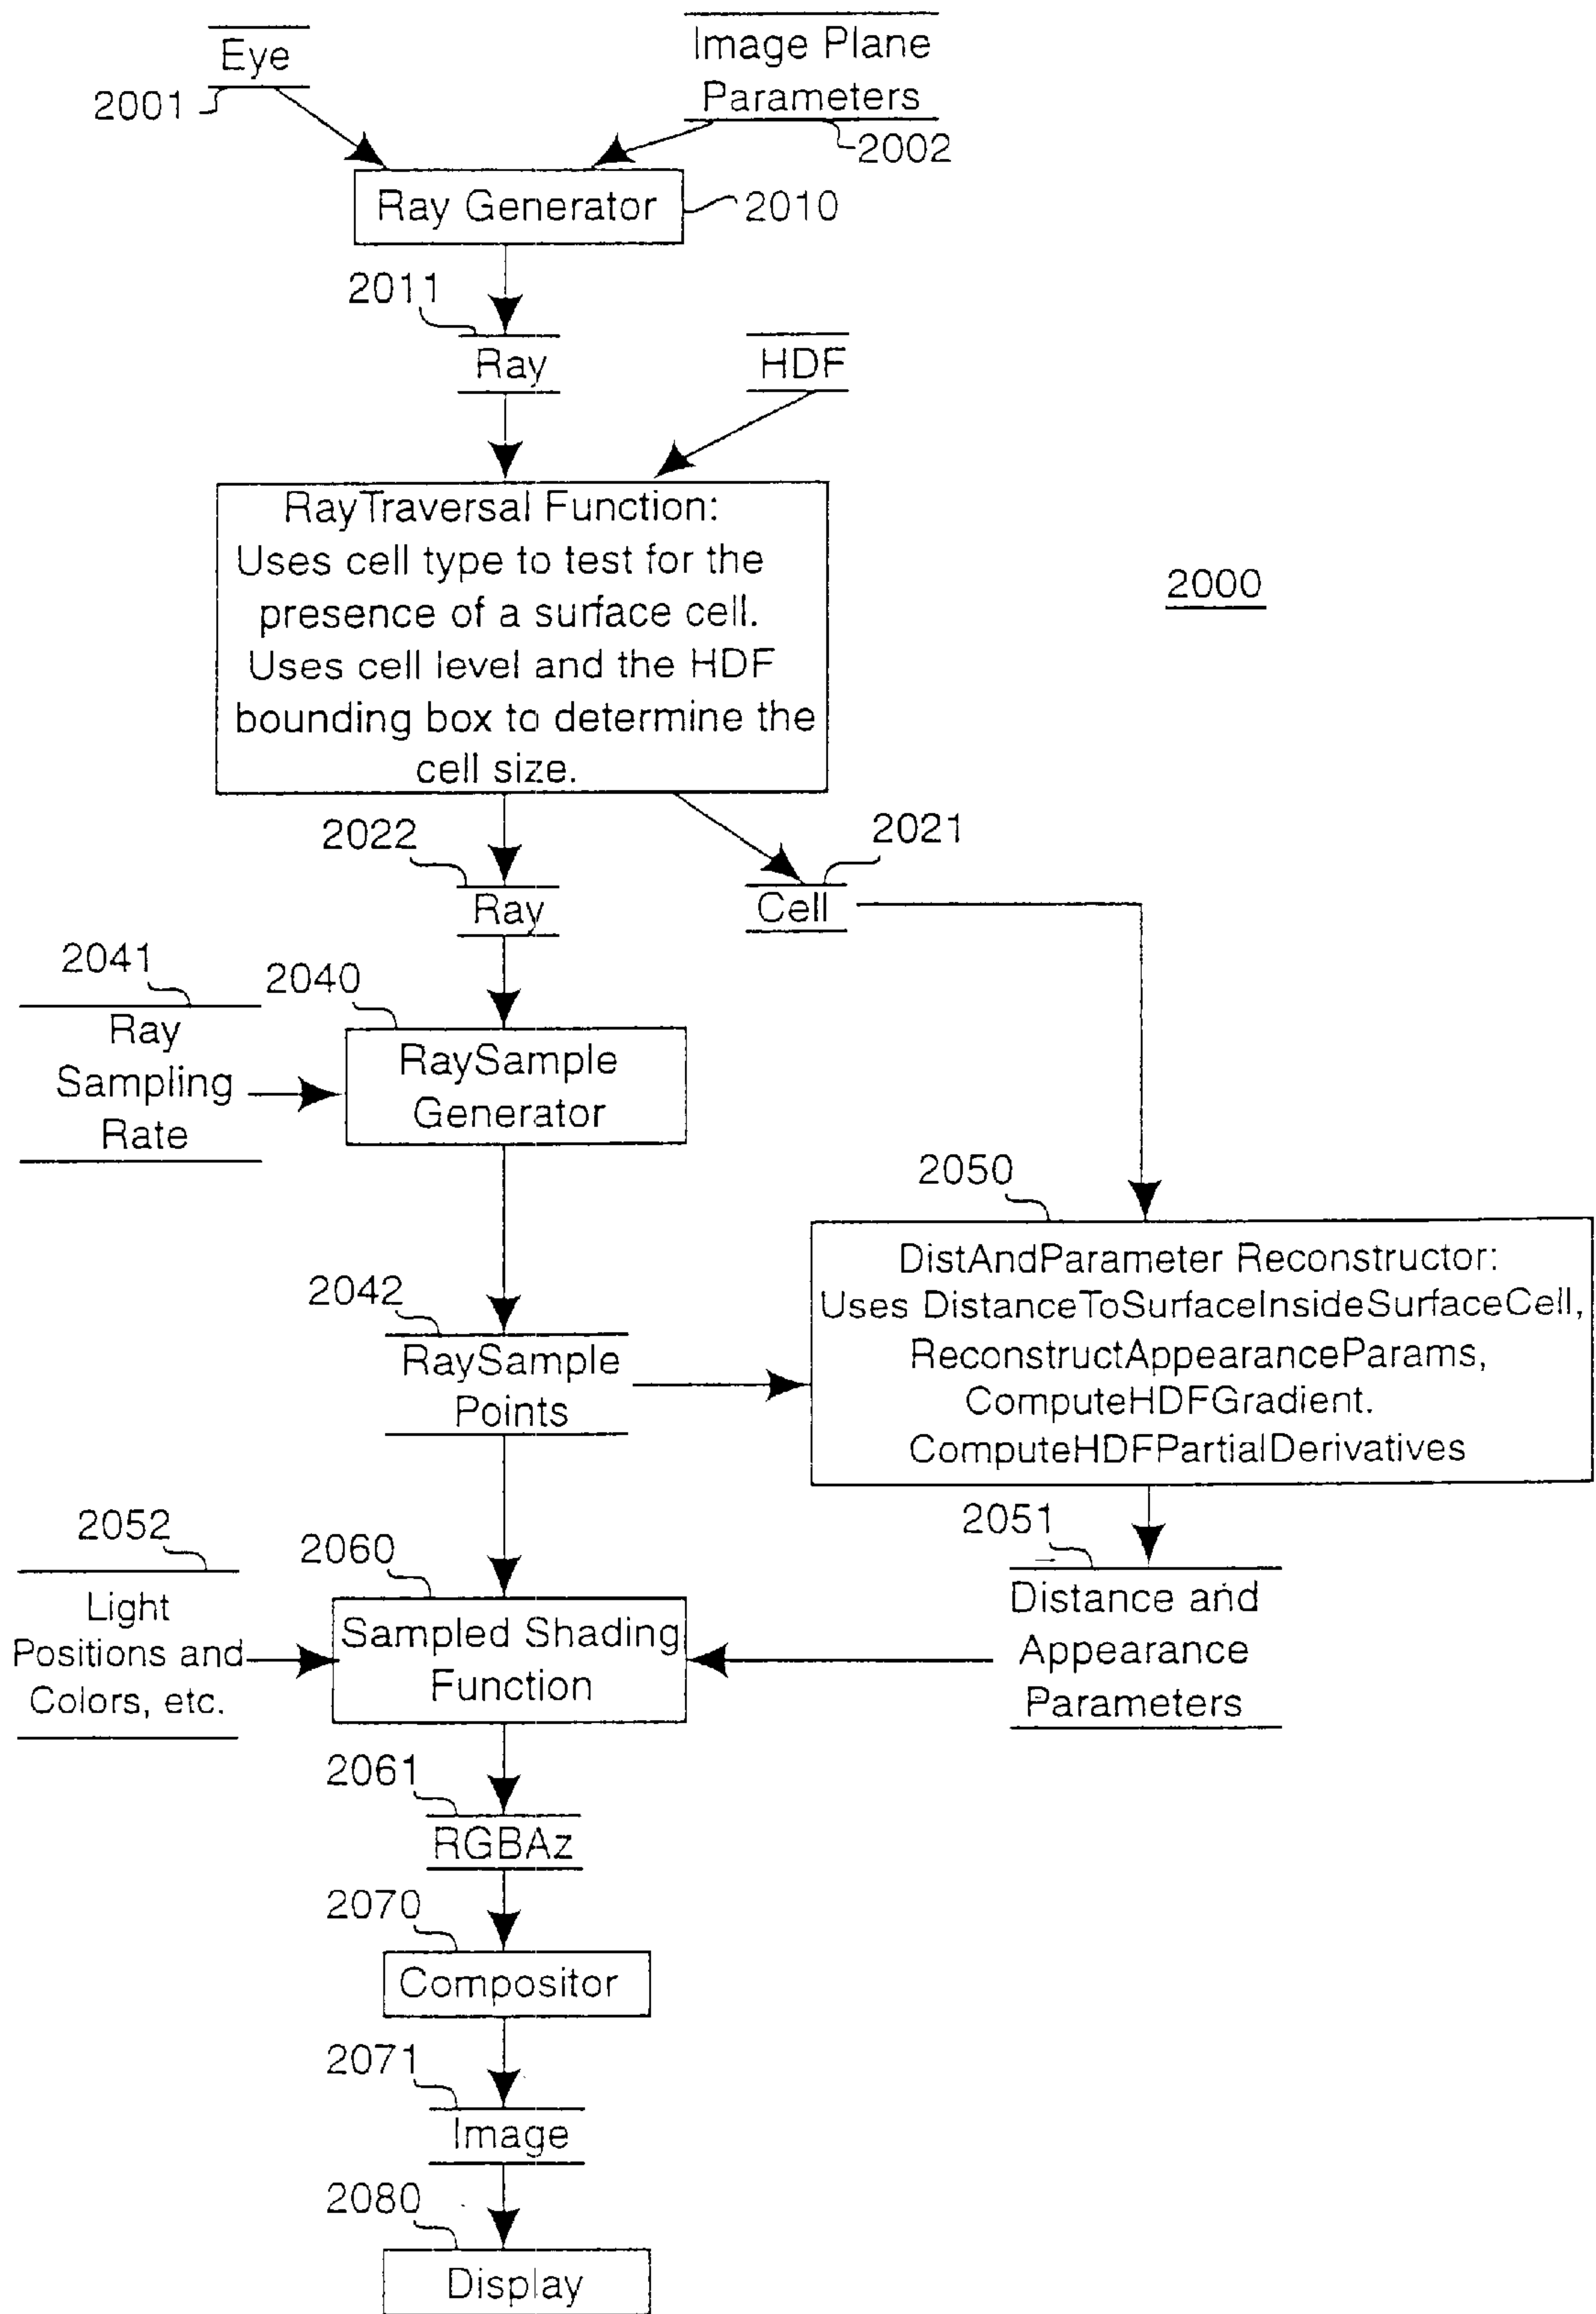 Eye
2001
Image Plane
Parameters
2002
Ray Generator
2010
2011
Ray
HDF
RayTraversal Function:
Uses cell type to test for the
presence of a surface cell.
Uses cell level and the HDF
bounding box to determine the
cell size.
2000
2022
Ray
2021
Cell
2041
Ray
Sampling
Rate
2040
RaySample
Generator
2050
DistAndParameter Reconstructor:
Uses DistanceToSurfaceInsideSurfaceCell,
ReconstructAppearanceParams,
ComputeHDFGradient.
ComputeHDFPartialDerivatives
2042
RaySample
Points
2052
Light
Positions and
Colors, etc.
2060
Sampled Shading
Function
2051
Distance and
Appearance
Parameters
2061
RGBAz
2070
Compositor
2071
Image
2080
Display